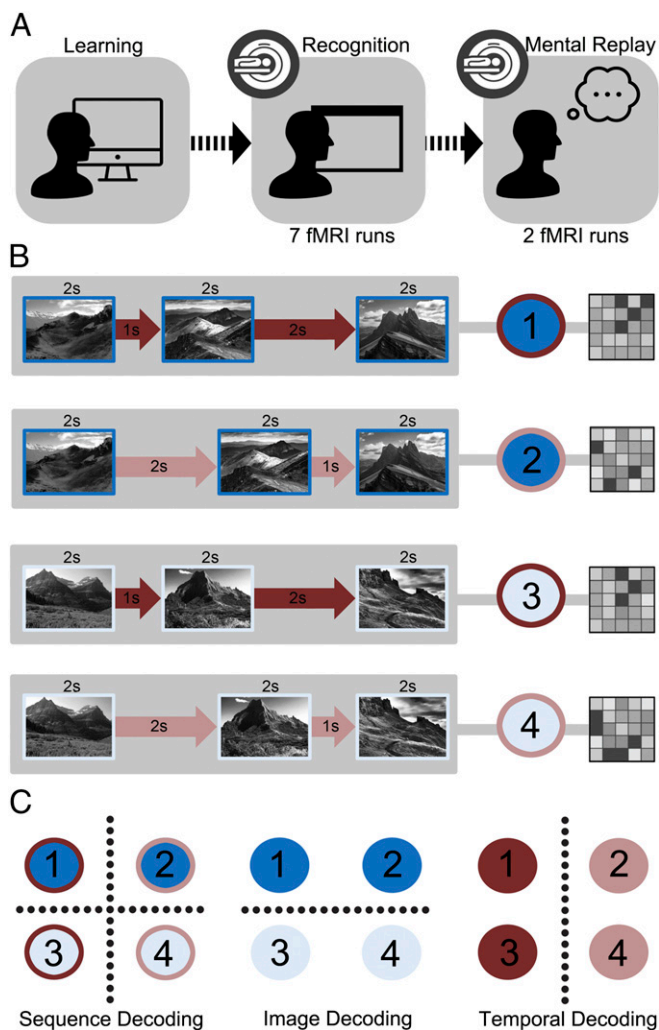 A
Learning
Recognition
Mental Replay
7 fMRI runs
2 fMRI runs
B
2s 2s 2s
1s 2s
1
2s 2s 2s
2s 1s
2
2s 2s 2s
1s 2s
3
2s 2s 2s
2s 1s
4
C
1 2 1 2 1 2
3 4 3 4 3 4
Sequence Decoding Image Decoding Temporal Decoding